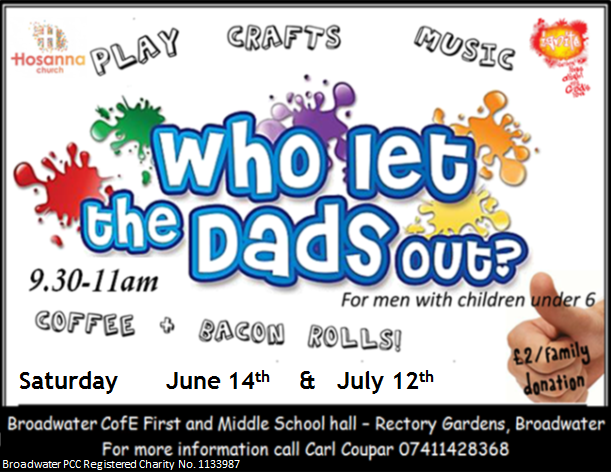 Hosanna
church
PLAY
CRAFTS
MUSIC
Who let
the Dads
out?
9.30-11am
For men with children under 6
COFFEE + BACON ROLLS!
£2/family
donation
Saturday June 14th & July 12th
Broadwater CofE First and Middle School hall – Rectory Gardens, Broadwater
For more information call Carl Coupar 07411428368
Broadwater PCC Registered Charity No. 1133987